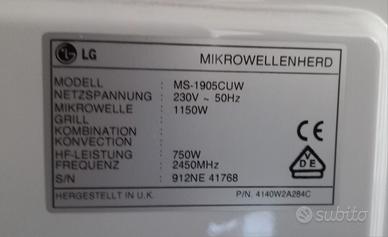 LG MIKROWELLENHERD
MODELL : MS-1905CUW
NETZSPANNUNG : 230V ~ 50Hz
MIKROWELLE : 1150W
GRILL :
KOMBINATION :
KONVECTION :
HF-LEISTUNG : 750W
FREQUENZ : 2450MHz
S/N : 912NE 41768
HERGESTELLT IN U.K. P/N. 4140W2A284C
CE
VDE
subito